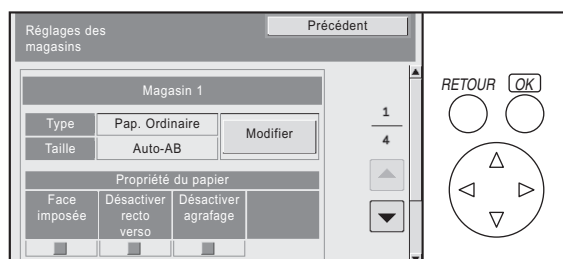 Réglages des
magasins
Précédent
Magasin 1
Type
Pap. Ordinaire
Modifier
Taille
Auto-AB
1
4
Propriété du papier
Face
imposée
Désactiver
recto
verso
Désactiver
agrafage
RETOUR
OK